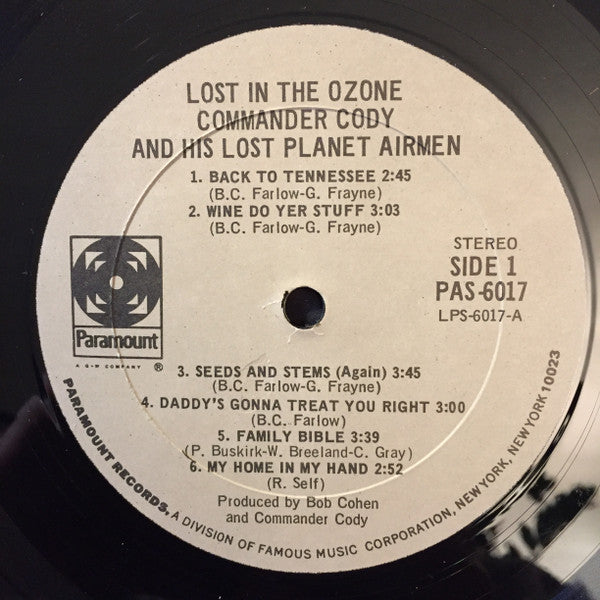 LOST IN THE OZONE
COMMANDER CODY
AND HIS LOST PLANET AIRMEN
1. BACK TO TENNESSEE 2:45
(B.C. Farlow-G. Frayne)
2. WINE DO YER STUFF 3:03
(B.C. Farlow-G. Frayne)
STEREO
SIDE 1
PAS-6017
LPS-6017-A
Paramount
A G+W COMPANY ®
3. SEEDS AND STEMS (Again) 3:45
(B.C. Farlow-G. Frayne)
4. DADDY'S GONNA TREAT YOU RIGHT 3:00
(B.C. Farlow)
5. FAMILY BIBLE 3:39
(P. Buskirk-W. Breeland-C. Gray)
6. MY HOME IN MY HAND 2:52
(R. Self)
Produced by Bob Cohen
and Commander Cody
PARAMOUNT RECORDS, A DIVISION OF FAMOUS MUSIC CORPORATION, NEW YORK, NEW YORK 10023